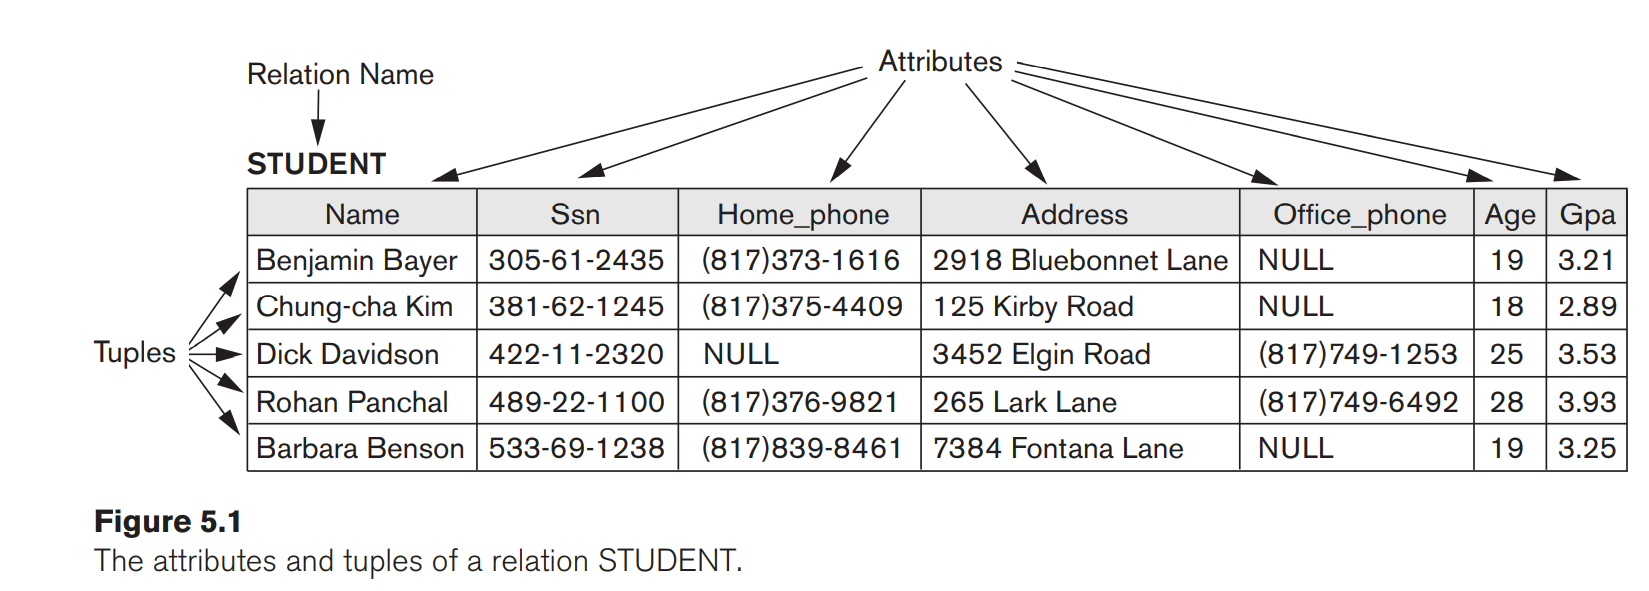 Attributes
Relation Name
STUDENT
Name Ssn Home_phone Address Office_phone Age Gpa
Benjamin Bayer 305-61-2435 (817)373-1616 2918 Bluebonnet Lane NULL 19 3.21
Chung-cha Kim 381-62-1245 (817)375-4409 125 Kirby Road NULL 18 2.89
Tuples Dick Davidson 422-11-2320 NULL 3452 Elgin Road (817)749-1253 25 3.53
Rohan Panchal 489-22-1100 (817)376-9821 265 Lark Lane (817)749-6492 28 3.93
Barbara Benson 533-69-1238 (817)839-8461 7384 Fontana Lane NULL 19 3.25
Figure 5.1
The attributes and tuples of a relation STUDENT.